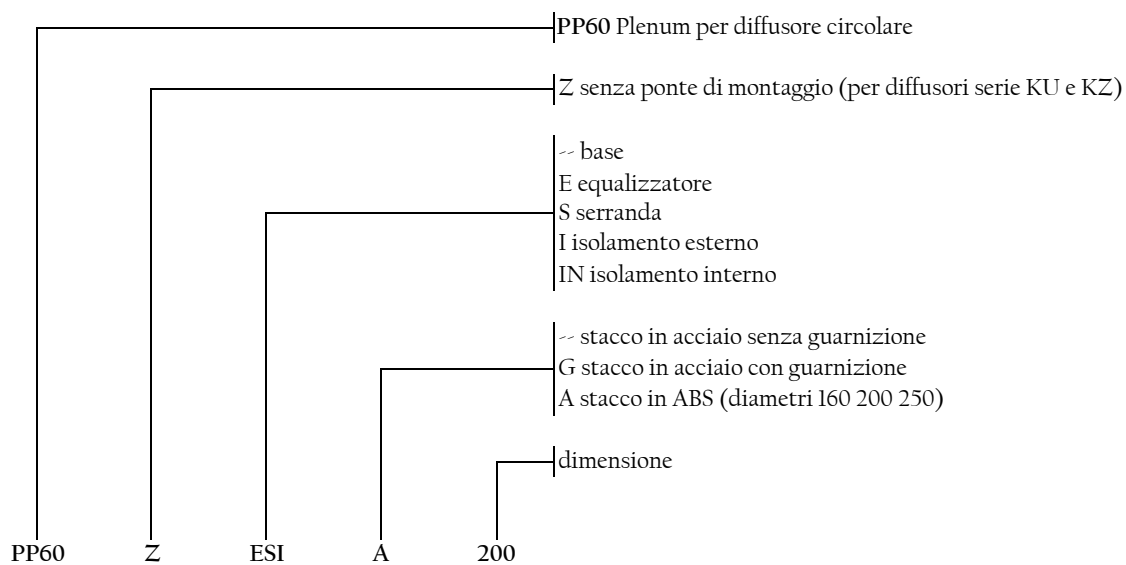 PP60 Plenum per diffusore circolare
Z senza ponte di montaggio (per diffusori serie KU e KZ)
-- base
E equalizzatore
S serranda
I isolamento esterno
IN isolamento interno
-- stacco in acciaio senza guarnizione
G stacco in acciaio con guarnizione
A stacco in ABS (diametri 160 200 250)
dimensione
PP60 Z ESI A 200